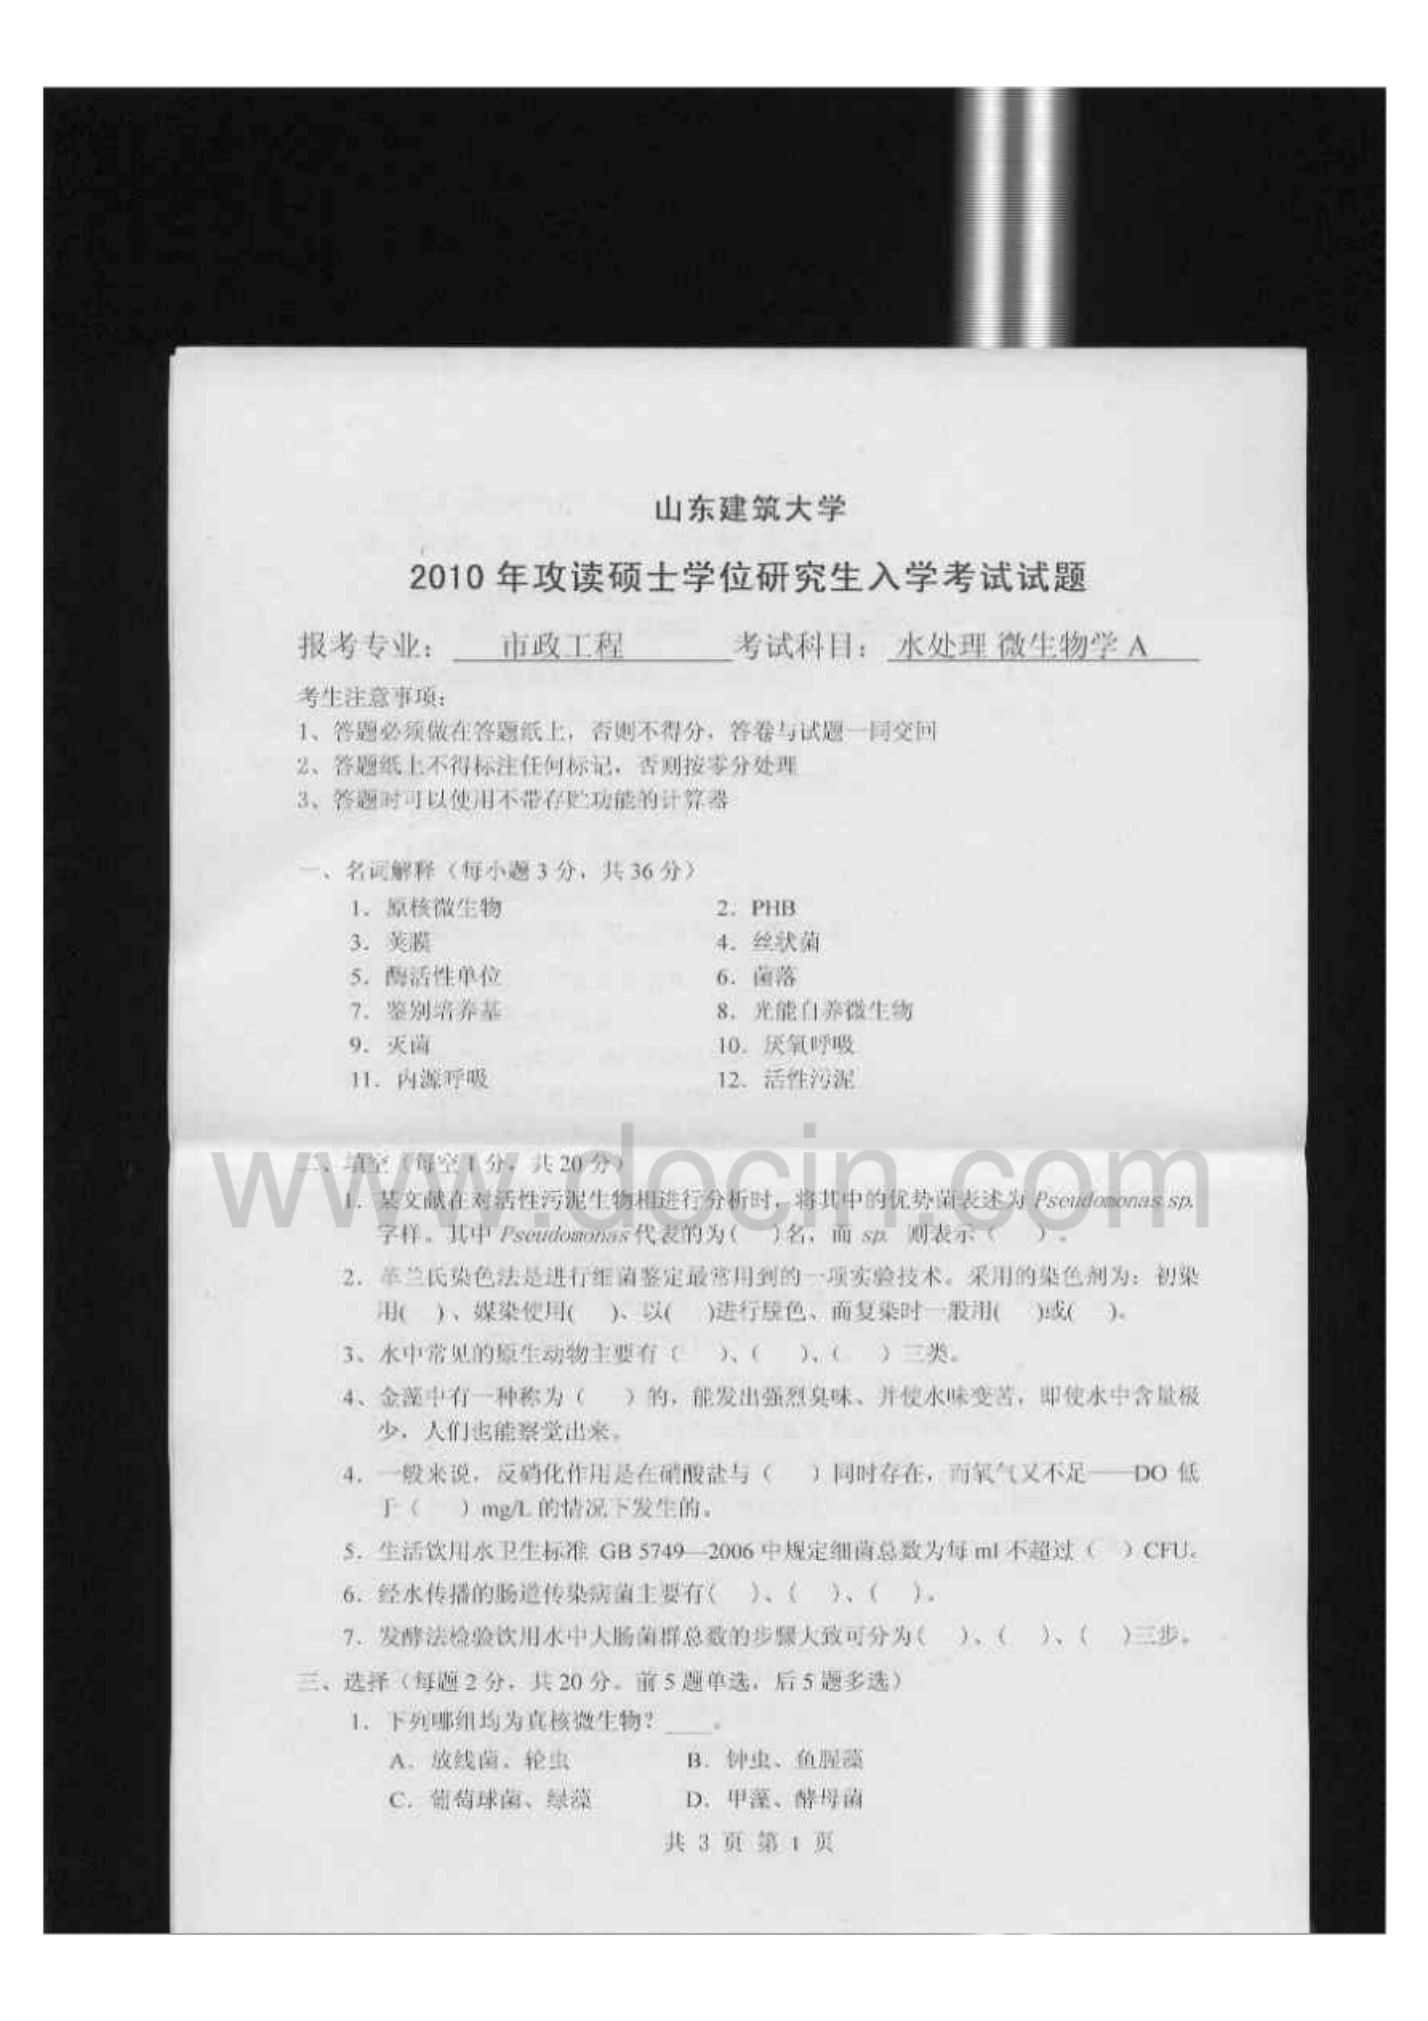 山东建筑大学
2010 年攻读硕士学位研究生入学考试试题
报考专业： 市政工程 考试科目： 水处理 微生物学 A
考生注意事项：
1、答题必须做在答题纸上，否则不得分，答卷与试题一同交回
2、答题纸上不得标注任何标记，否则按零分处理
3、答题时可以使用不带存贮功能的计算器
一、名词解释（每小题 3 分，共 36 分）
1． 原核微生物 2． PHB
3． 荚膜 4． 丝状菌
5． 酶活性单位 6． 菌落
7． 鉴别培养基 8． 光能自养微生物
9． 灭菌 10． 厌氧呼吸
11． 内源呼吸 12． 活性污泥
www.docin.com
二、填空（每空 1 分，共 20 分）
1．某文献在对活性污泥生物相进行分析时，将其中的优势菌表述为 Pseudomonas sp.
字样。其中 Pseudomonas 代表的为( )名，而 sp. 则表示（ ）。
2．革兰氏染色法是进行细菌鉴定最常用到的一项实验技术。采用的染色剂为：初染
用( ) 、媒染使用( )、以( )进行脱色、而复染时一般用( )或( )。
3、水中常见的原生动物主要有（ ）、（ ）、（ ）三类。
4、金藻中有一种称为（ ）的，能发出强烈臭味、并使水味变苦，即使水中含量极
少，人们也能察觉出来。
4．一般来说，反硝化作用是在硝酸盐与（ ）同时存在，而氧气又不足——DO 低
于（ ）mg/L 的情况下发生的。
5．生活饮用水卫生标准 GB 5749—2006 中规定细菌总数为每 ml 不超过（ ）CFU。
6．经水传播的肠道传染病菌主要有（ ）、（ ）、（ ）。
7．发酵法检验饮用水中大肠菌群总数的步骤大致可分为（ ）、（ ）、（ ）三步。
三、选择（每题 2 分，共 20 分。前 5 题单选，后 5 题多选）
1．下列哪组均为真核微生物？____。
A．放线菌、轮虫 B．钟虫、鱼腥藻
C．葡萄球菌、绿藻 D．甲藻、酵母菌
共 3 页 第 1 页